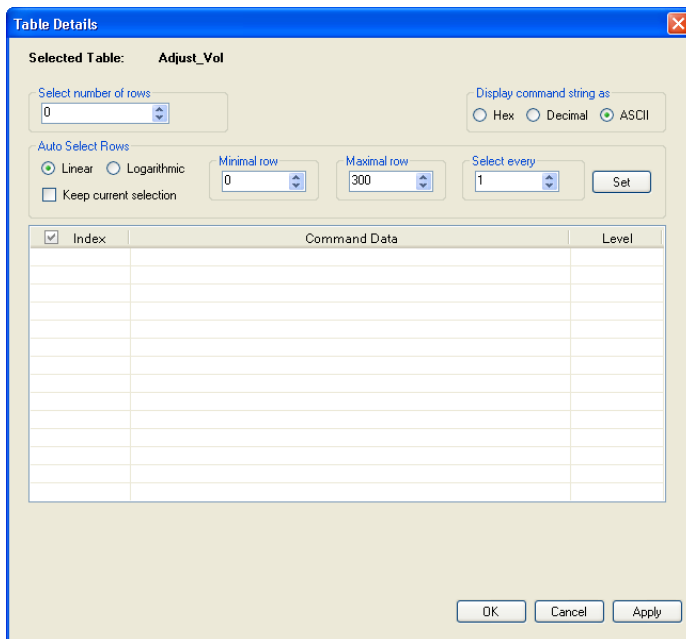 Table Details
Selected Table: Adjust_Vol
Select number of rows
0
Display command string as
Hex Decimal ASCII
Auto Select Rows
Linear Logarithmic
Keep current selection
Minimal row
0
Maximal row
300
Select every
1
Set
Index Command Data Level
OK Cancel Apply